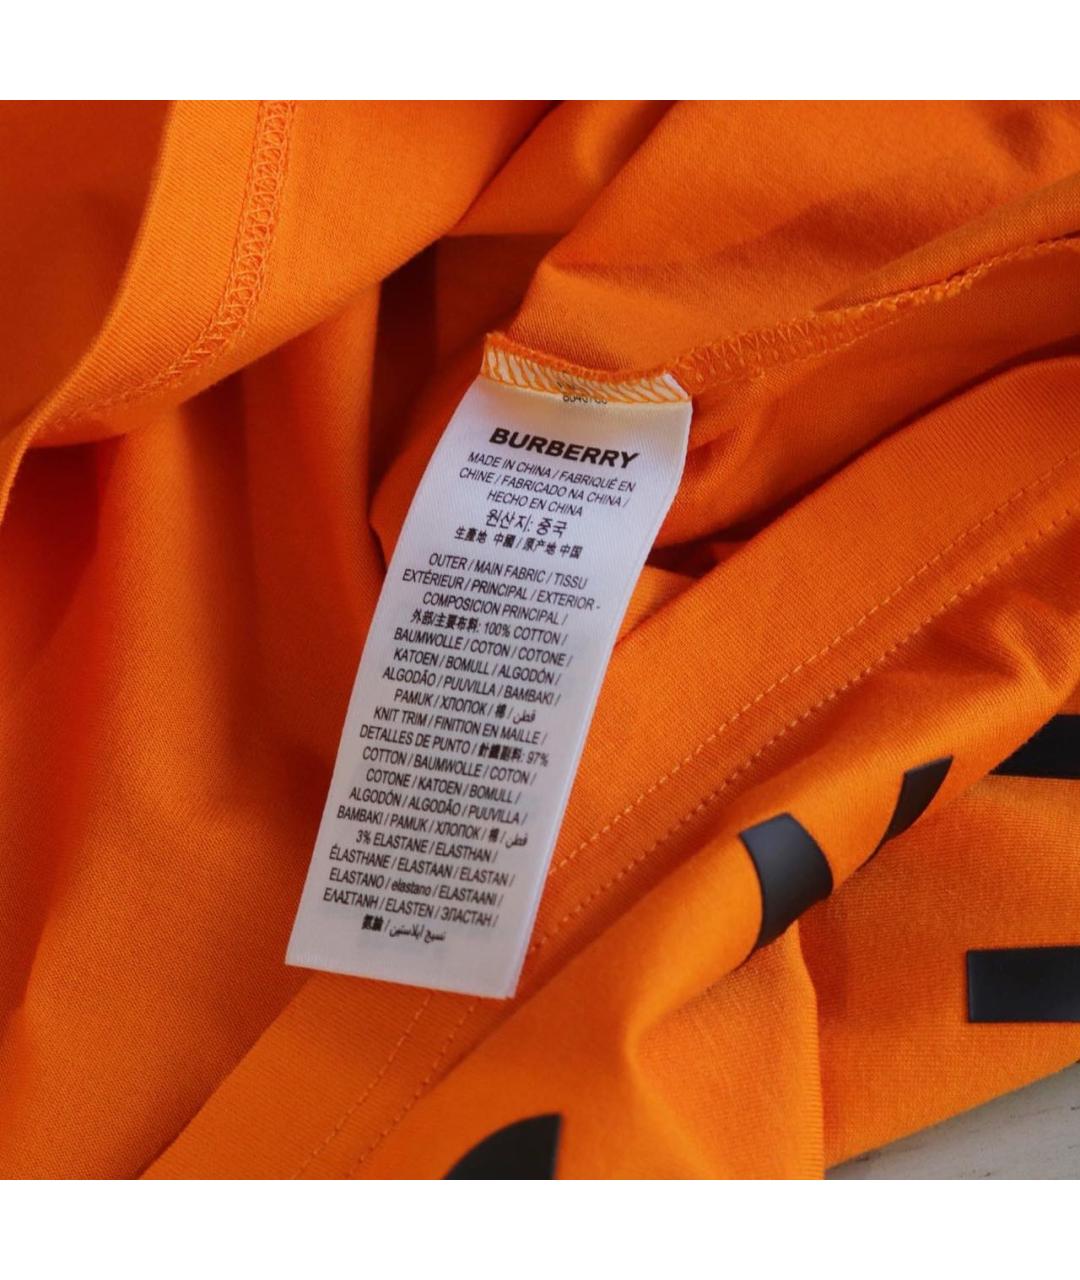 BURBERRY
MADE IN CHINA / FABRIQUÉ EN
CHINE / FABRICADO NA CHINA /
HECHO EN CHINA
원산지: 중국
生產地 中國 / 原产地 中国
OUTER / MAIN FABRIC / TISSU
EXTÉRIEUR / PRINCIPAL / EXTERIOR -
COMPOSICION PRINCIPAL /
外部/主要布料: 100% COTTON /
BAUMWOLLE / COTON / COTONE /
KATOEN / BOMULL / ALGODÓN /
ALGODÃO / PUUVILLA / BAMBAKI /
PAMUK / ХЛОПОК / 棉 / قطن
KNIT TRIM / FINITION EN MAILLE /
DETALLES DE PUNTO / 針織副料: 97%
COTTON / BAUMWOLLE / COTON /
COTONE / KATOEN / BOMULL /
ALGODÓN / ALGODÃO / PUUVILLA /
BAMBAKI / PAMUK / ХЛОПОК / 棉 / قطن
3% ELASTANE / ELASTHAN /
ÉLASTHANNE / ELASTAAN / ELASTAN /
ELASTANO / elastano / ELASTAANI /
ΕΛΑΣΤΑΝΗ / ELASTEN / ЭЛАСТАН /
氨綸 / نسيج ايلاستين